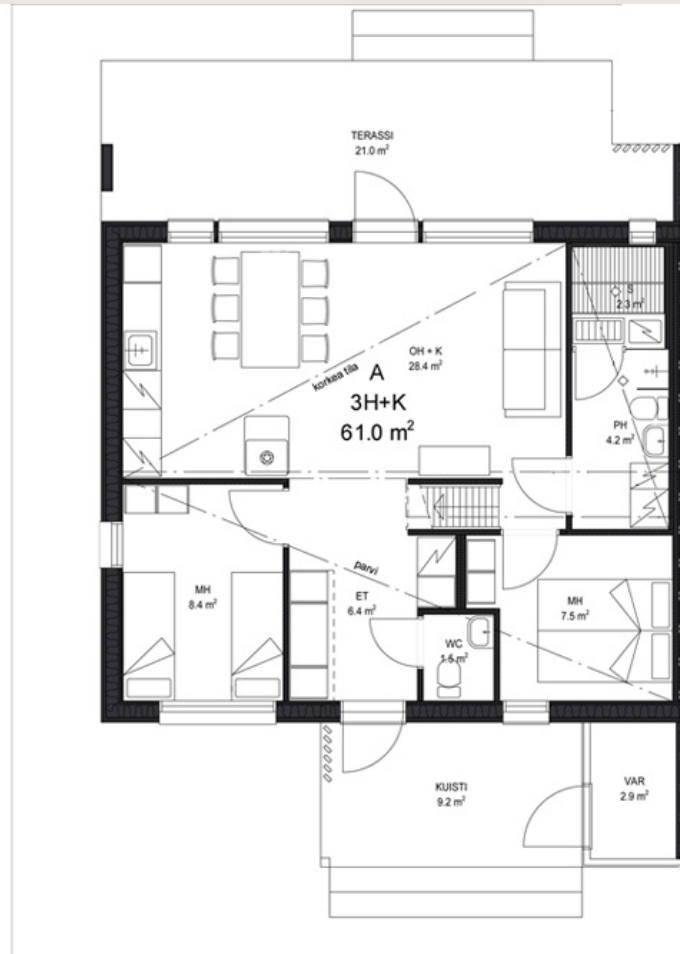 TERASSI
21.0 m²
S
2.3 m²
OH + K
28.4 m²
korkea tila
A
3H+K
61.0 m²
PH
4.2 m²
parvi
MH
8.4 m²
ET
6.4 m²
MH
7.5 m²
WC
1.5 m²
KUISTI
9.2 m²
VAR
2.9 m²